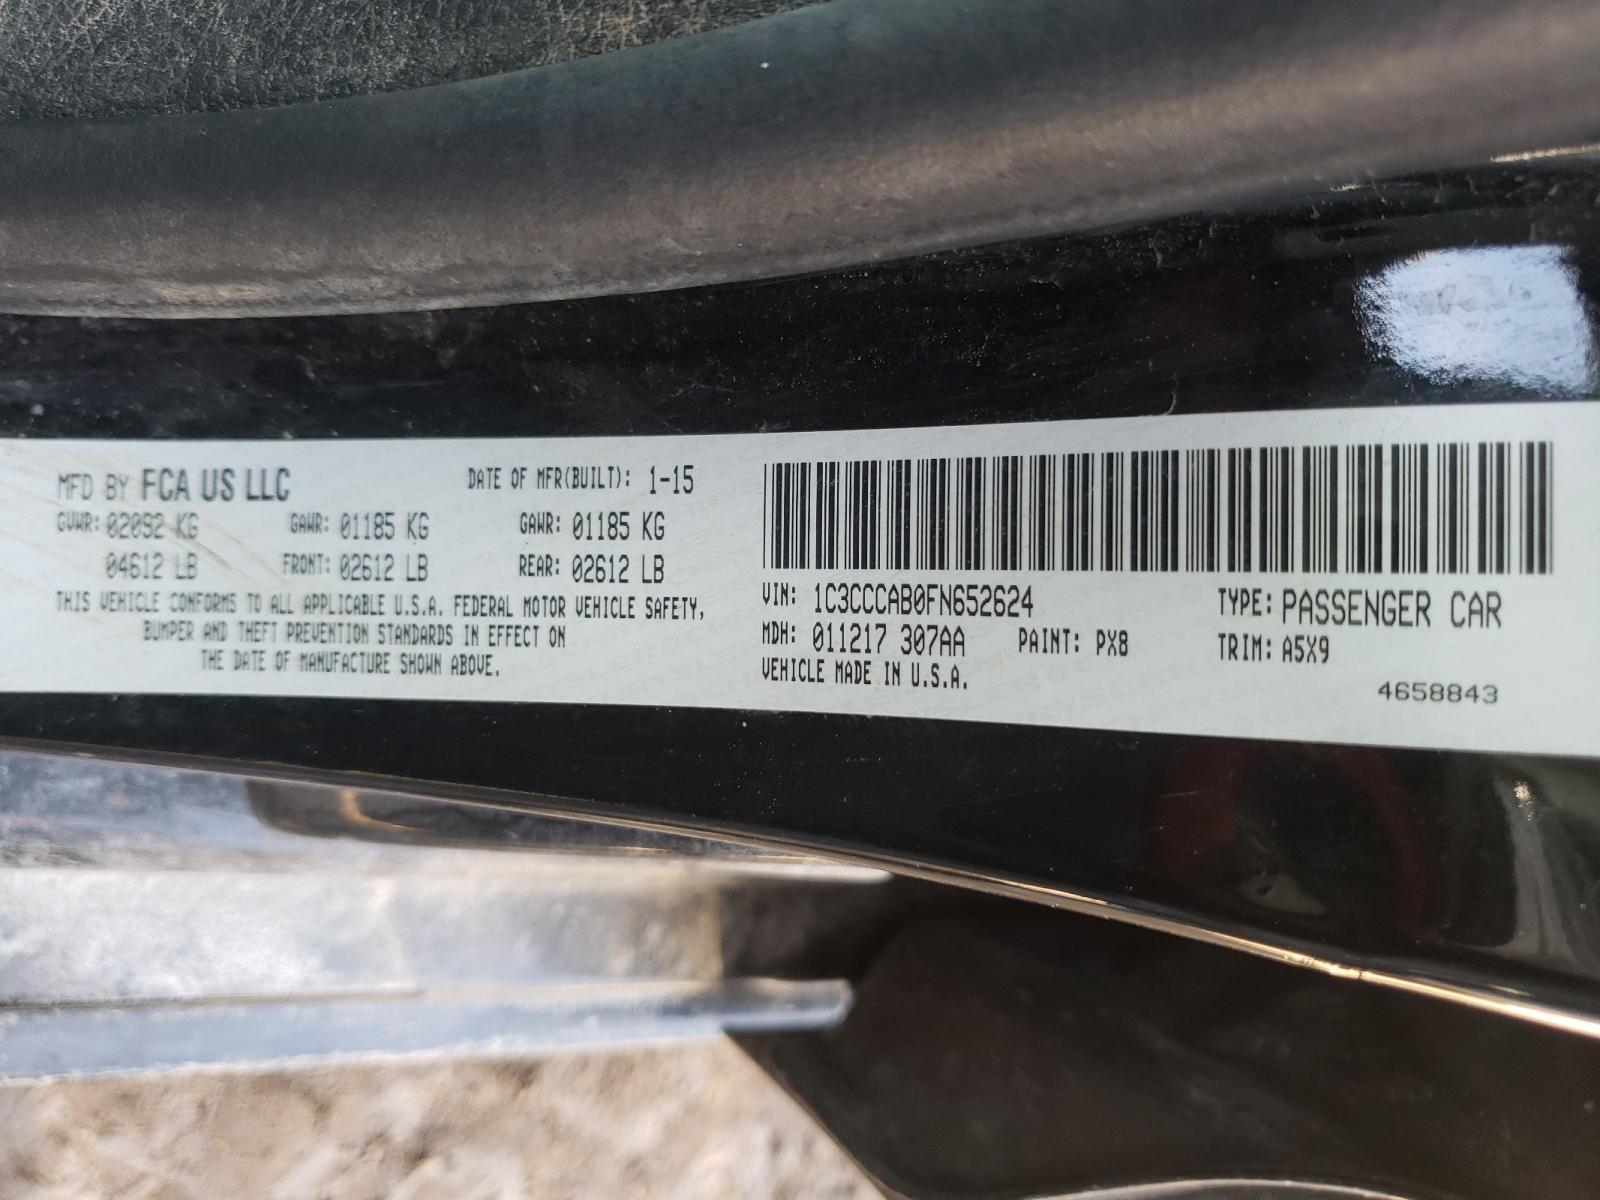 MFD BY FCA US LLC DATE OF MFR(BUILT): 1-15
GVWR: 02092 KG GAWR: 01185 KG GAWR: 01185 KG
04612 LB FRONT: 02612 LB REAR: 02612 LB
THIS VEHICLE CONFORMS TO ALL APPLICABLE U.S.A. FEDERAL MOTOR VEHICLE SAFETY,
BUMPER AND THEFT PREVENTION STANDARDS IN EFFECT ON
THE DATE OF MANUFACTURE SHOWN ABOVE.
VIN: 1C3CCCAB0FN652624 TYPE: PASSENGER CAR
MDH: 011217 307AA PAINT: PX8 TRIM: A5X9
VEHICLE MADE IN U.S.A.
4658843